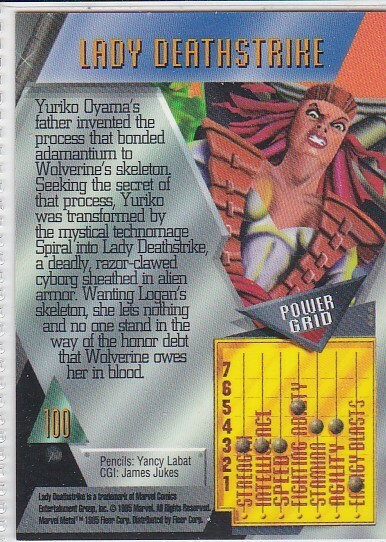 LADY DEATHSTRIKE
Yuriko Oyama's
father invented the
process that bonded
adamantium to
Wolverine's skeleton.
Seeking the secret of
that process, Yuriko
was transformed by
the mystical technomage
Spiral into Lady Deathstrike,
a deadly, razor-clawed
cyborg sheathed in alien
armor. Wanting Logan's
skeleton, she lets nothing
and no one stand in the
way of the honor debt
that Wolverine owes
her in blood.
100
Pencils: Yancy Labat
CGI: James Jukes
Lady Deathstrike is a trademark of Marvel Comics
Entertainment Group, Inc. © 1995 Marvel. All Rights Reserved.
Marvel Metal™ 1995 Fleer Corp. Distributed by Fleer Corp.
POWER
GRID
7
6
5
4
3
2
1
STRENGTH
INTELLIGENCE
SPEED
FIGHTING ABILITY
STAMINA
AGILITY
ENERGY BLASTS